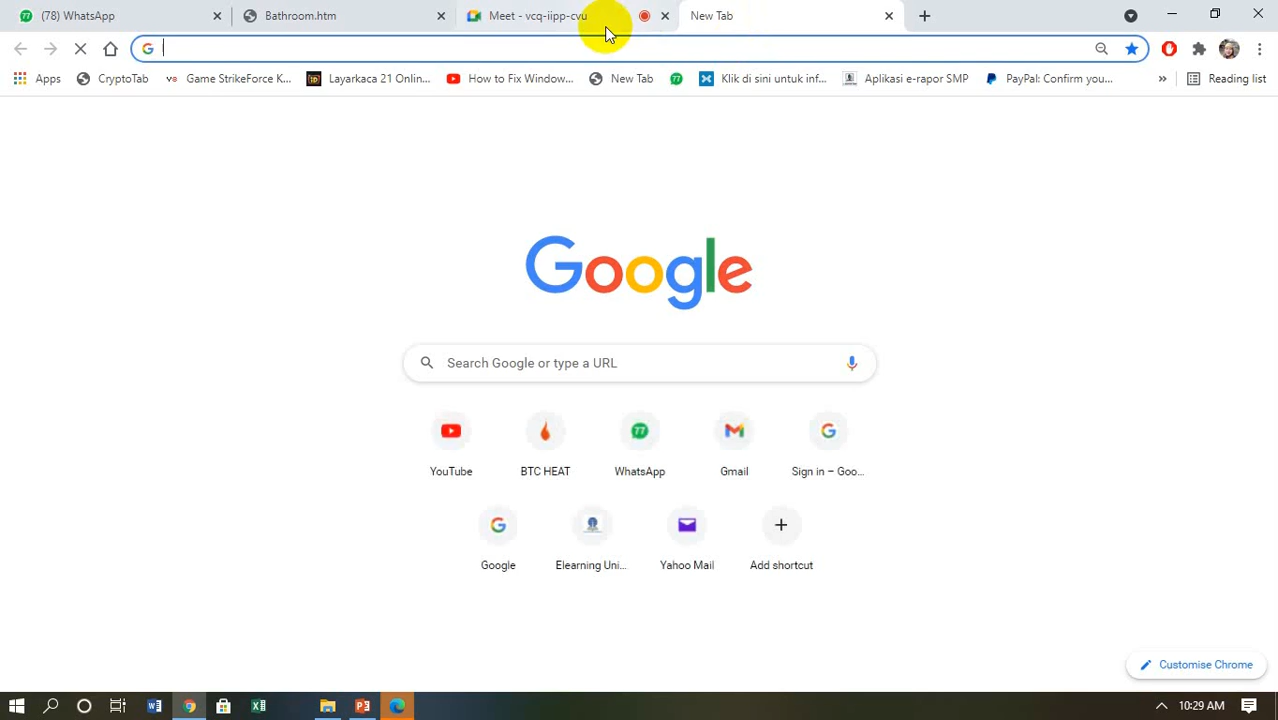 (78) WhatsApp
Bathroom.htm
Meet - vcq-iipp-cvu
New Tab
Apps
CryptoTab
Game StrikeForce K...
Layarkaca 21 Onlin...
How to Fix Window...
New Tab
Klik di sini untuk inf...
Aplikasi e-rapor SMP
PayPal: Confirm you...
Reading list
Google
Search Google or type a URL
77
YouTube
BTC HEAT
WhatsApp
Gmail
Sign in – Goo...
Google
Elearning Uni...
Yahoo Mail
Add shortcut
Customise Chrome
10:29 AM